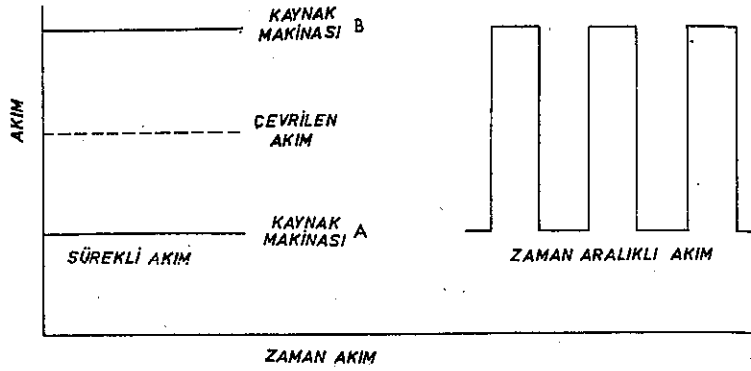 KAYNAK
MAKİNASI B
ÇEVRİLEN
AKIM
AKIM
KAYNAK
MAKİNASI A
SÜREKLİ AKIM
ZAMAN ARALIKLI AKIM
ZAMAN AKIM